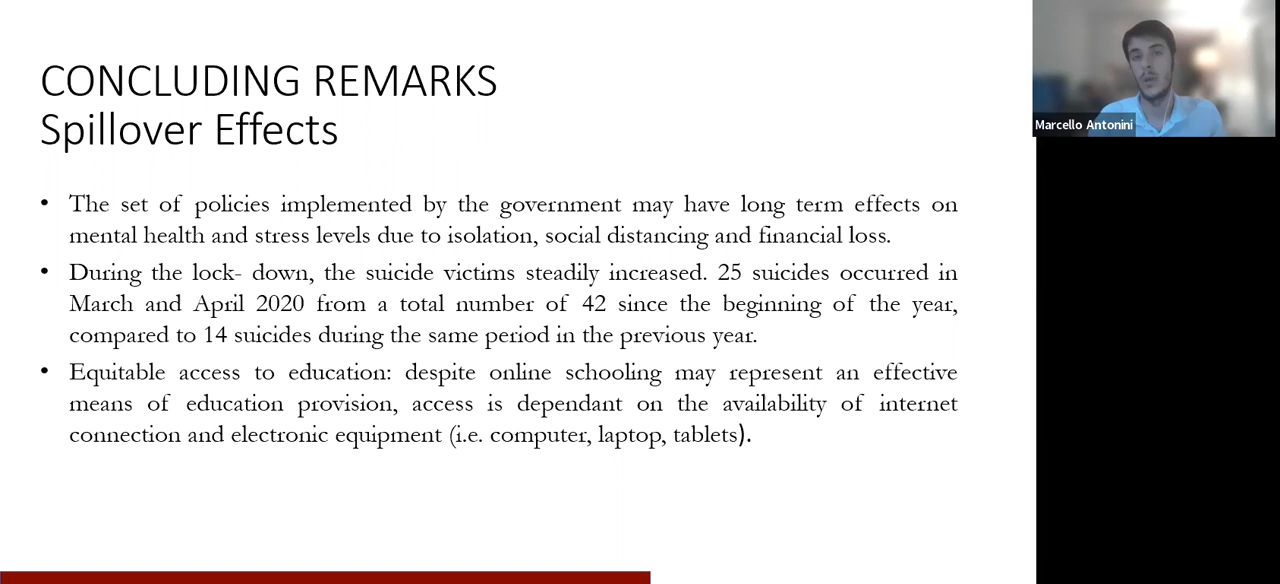 CONCLUDING REMARKS
Spillover Effects
• The set of policies implemented by the government may have long term effects on
mental health and stress levels due to isolation, social distancing and financial loss.
• During the lock- down, the suicide victims steadily increased. 25 suicides occurred in
March and April 2020 from a total number of 42 since the beginning of the year,
compared to 14 suicides during the same period in the previous year.
• Equitable access to education: despite online schooling may represent an effective
means of education provision, access is dependant on the availability of internet
connection and electronic equipment (i.e. computer, laptop, tablets).
Marcello Antonini